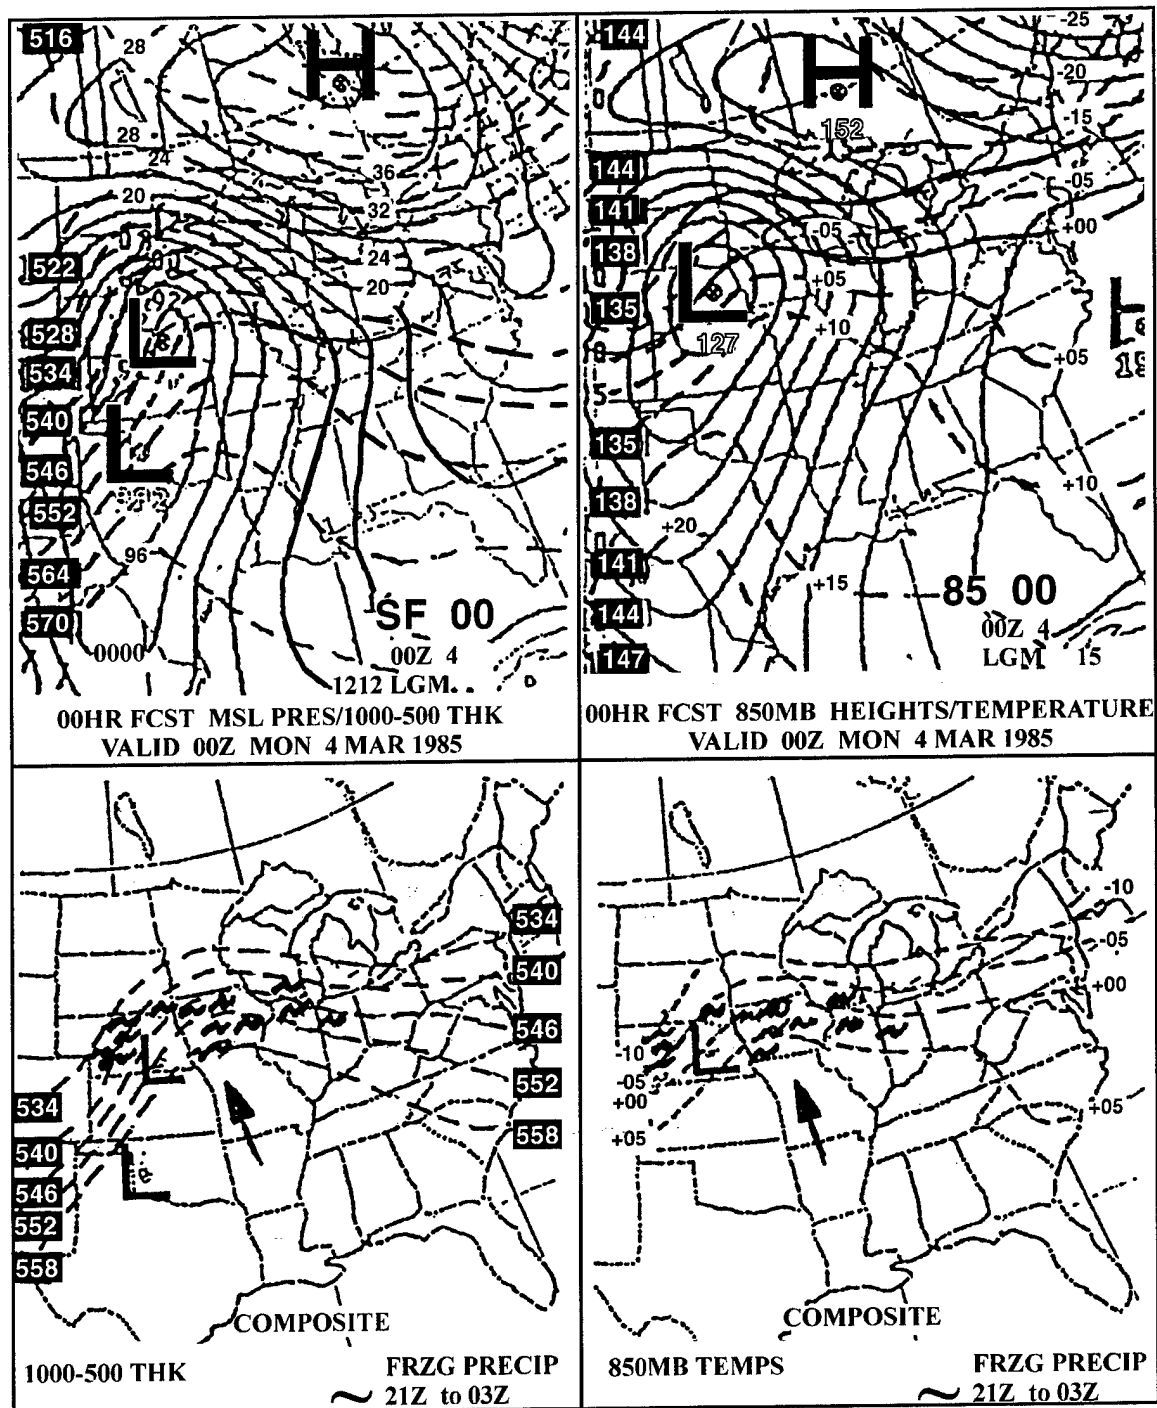 516
28
H
28
24
36
20
32
24
522
20
92
L
528
534
540
L
546
992
552
96
564
570
SF 00
0000
00Z 4
1212 LGM. .
00HR FCST MSL PRES/1000-500 THK
VALID 00Z MON 4 MAR 1985
144
-25
H
-20
152
-15
144
-05
141
+00
-05
138
L
+05
135
+10
127
+05
135
+10
138
+20
141
+15
85 00
144
00Z 4
147
LGM 15
00HR FCST 850MB HEIGHTS/TEMPERATURE
VALID 00Z MON 4 MAR 1985
534
540
546
L
552
534
558
540
L
546
552
558
COMPOSITE
1000-500 THK
FRZG PRECIP
21Z to 03Z
-10
-05
+00
L
-10
-05
+00
+05
+05
COMPOSITE
850MB TEMPS
FRZG PRECIP
21Z to 03Z